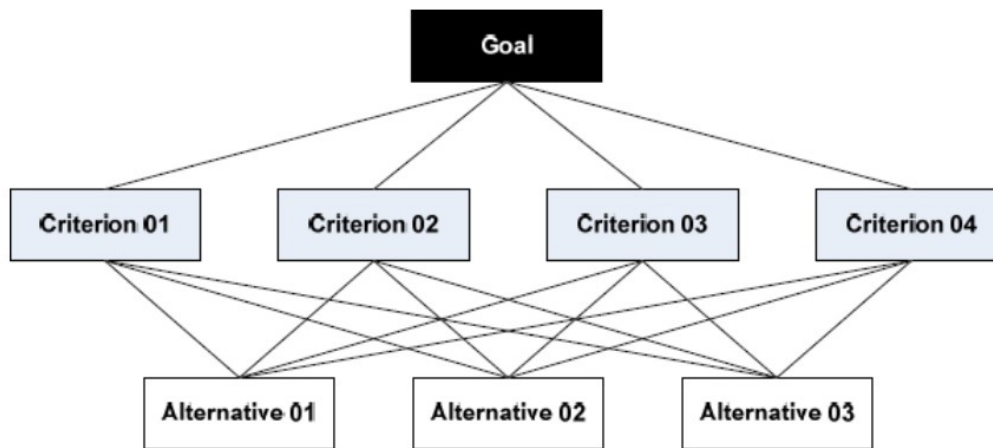 Goal
Criterion 01
Criterion 02
Criterion 03
Criterion 04
Alternative 01
Alternative 02
Alternative 03